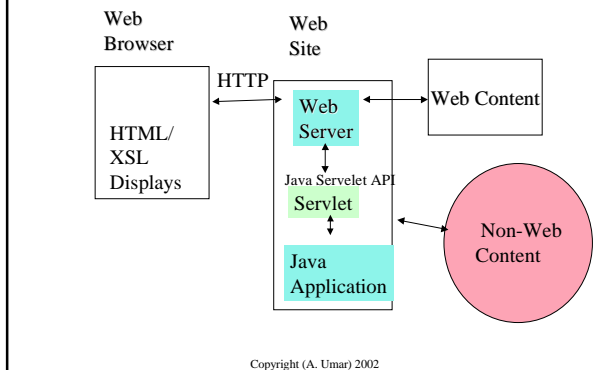 Web
Browser
Web
Site
HTTP
HTML/
XSL
Displays
Web
Server
Web Content
Java Servelet API
Servlet
Java
Application
Non-Web
Content
Copyright (A. Umar) 2002